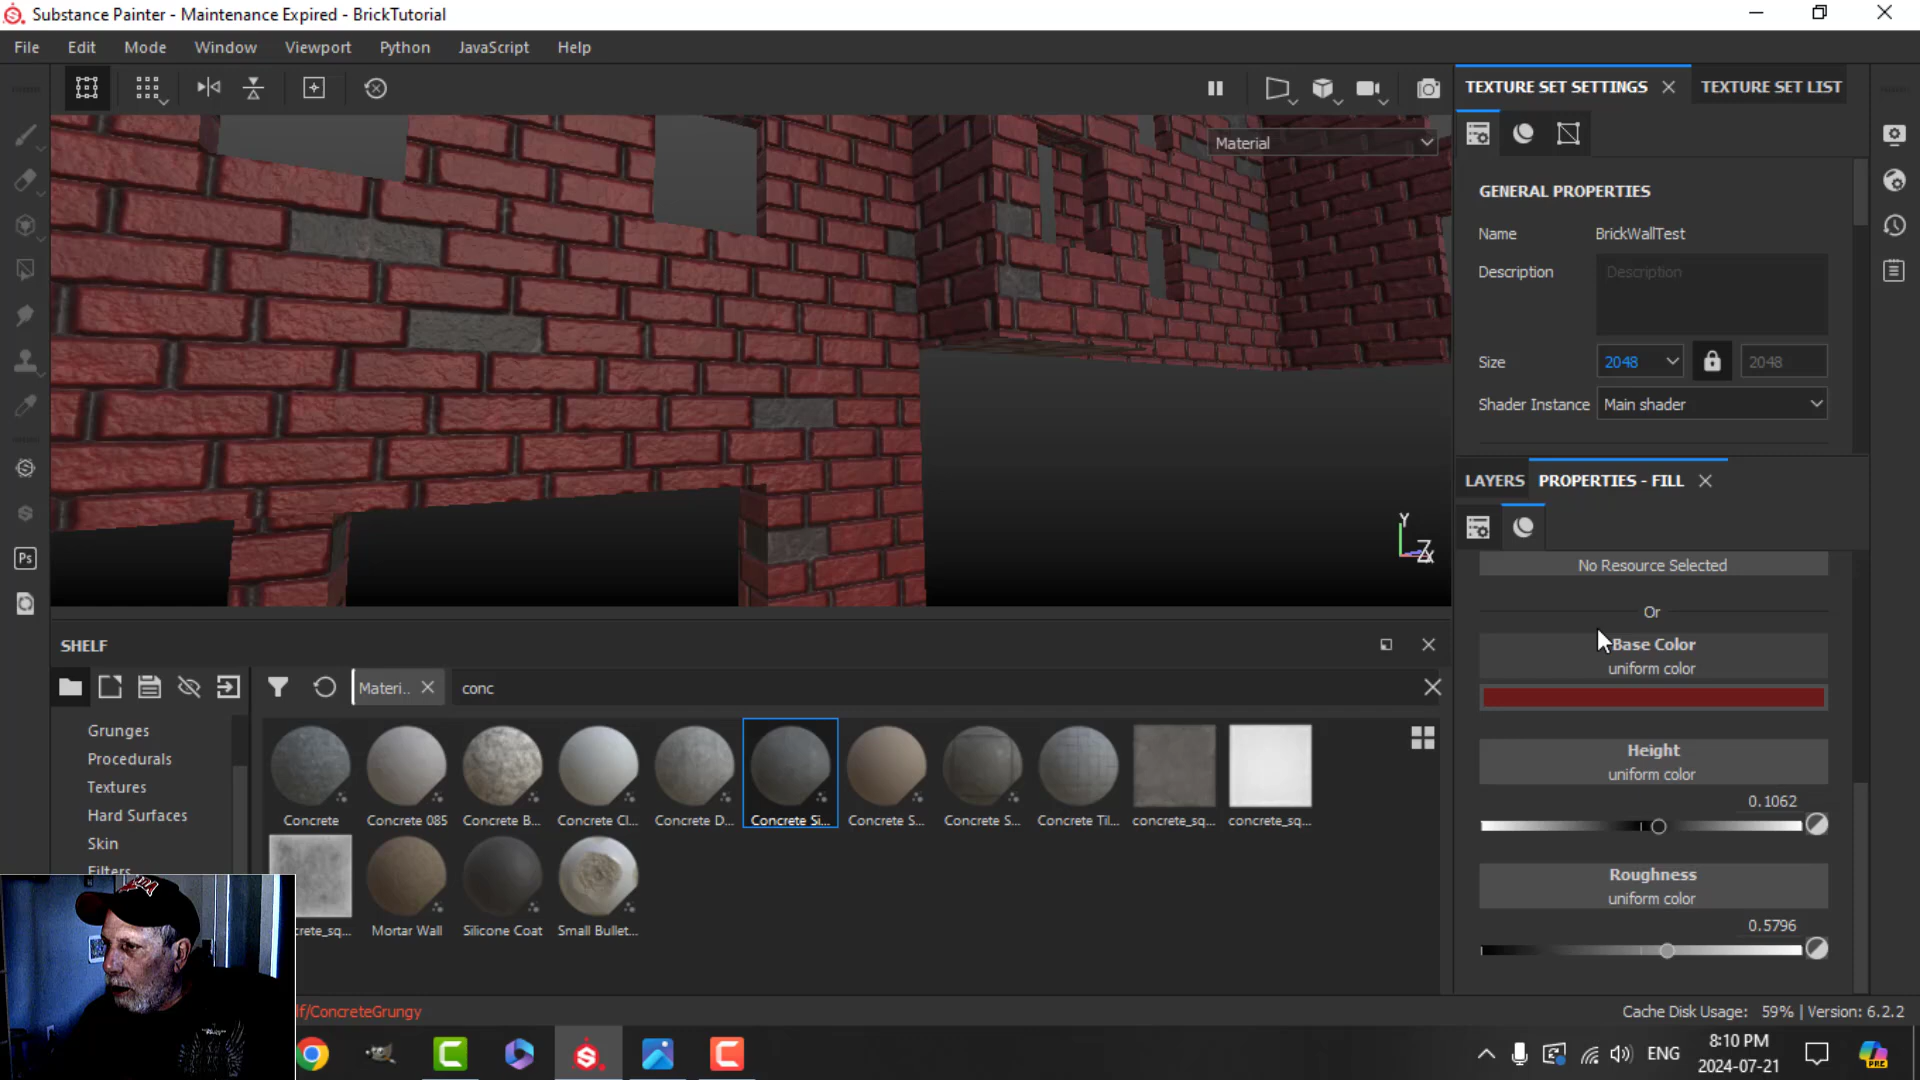 Substance Painter - Maintenance Expired - BrickTutorial
File Edit Mode Window Viewport Python JavaScript Help
TEXTURE SET SETTINGS TEXTURE SET LIST
Material
GENERAL PROPERTIES
Name BrickWallTest
Description Description
Size 2048 2048
Shader Instance Main shader
LAYERS PROPERTIES - FILL
No Resource Selected
Or
Base Color
uniform color
Height
uniform color
0.1062
Roughness
uniform color
0.5796
Y
Z
X
SHELF
Materi... conc
Grunges
Procedurals
Textures
Hard Surfaces
Skin
Filters
Concrete Concrete 085 Concrete B... Concrete Cl... Concrete D... Concrete Si... Concrete S... Concrete S... Concrete Til... concrete_sq... concrete_sq...
crete_sq... Mortar Wall Silicone Coat Small Bullet...
lf/ConcreteGrungy
Cache Disk Usage: 59% | Version: 6.2.2
Ps
ENG
8:10 PM
2024-07-21
PRE